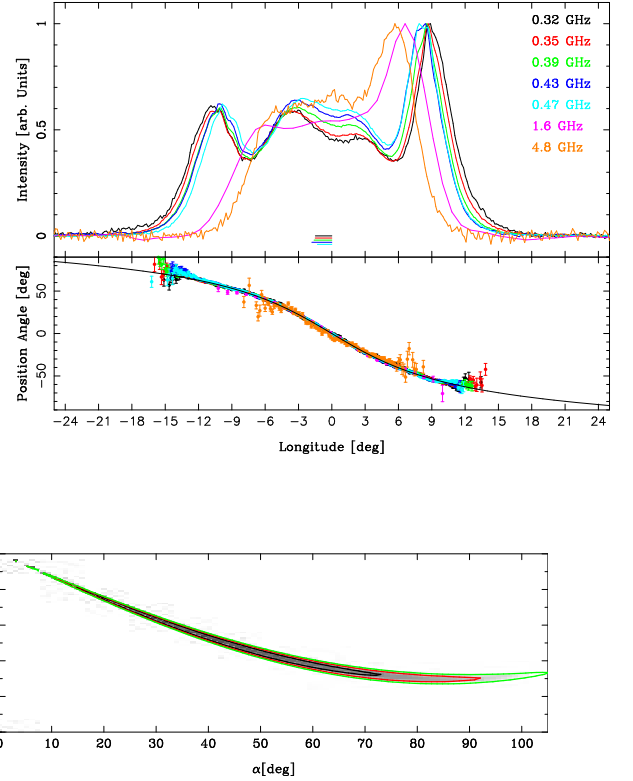 1
0.32 GHz
0.35 GHz
0.39 GHz
0.43 GHz
0.5
0.47 GHz
1.6 GHz
4.8 GHz
0
Intensity [arb. Units]
50
0
−50
Position Angle [deg]
−24 −21 −18 −15 −12 −9 −6 −3 0 3 6 9 12 15 18 21 24
Longitude [deg]
0 10 20 30 40 50 60 70 80 90 100
α[deg]